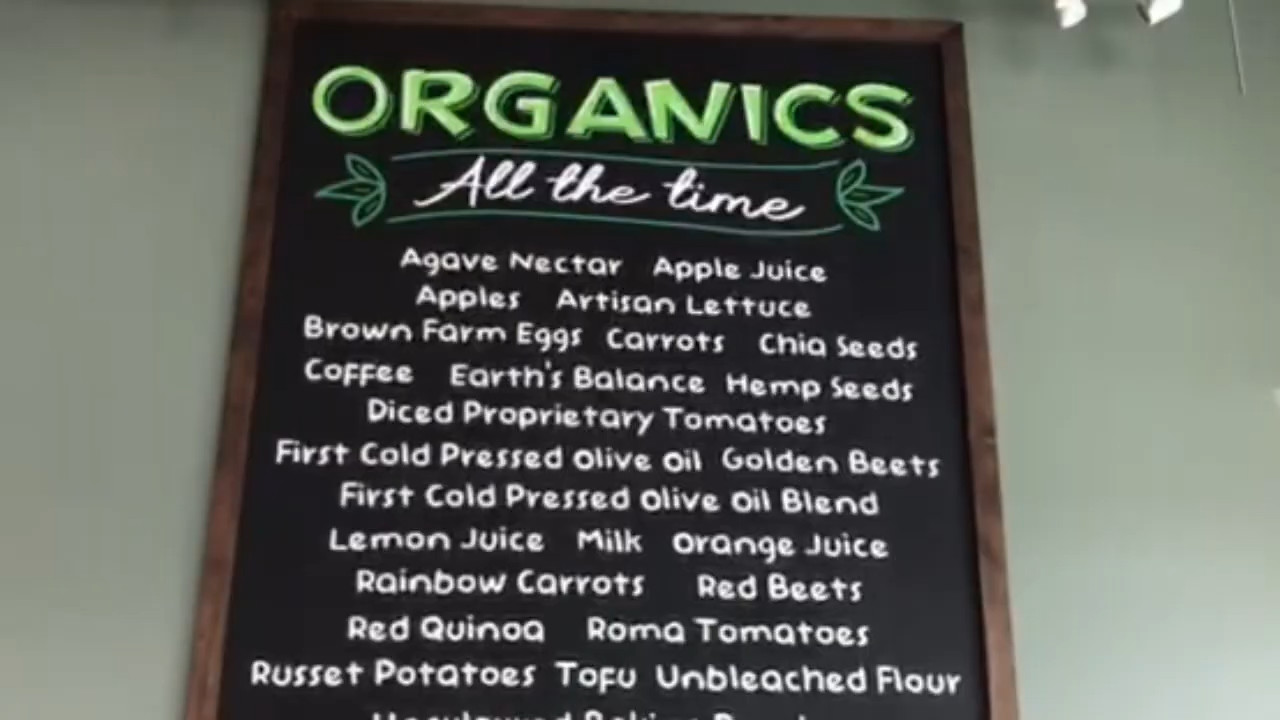 ORGANICS
All the time
Agave Nectar Apple Juice
Apples Artisan Lettuce
Brown Farm Eggs Carrots Chia Seeds
Coffee Earth's Balance Hemp Seeds
Diced Proprietary Tomatoes
First Cold Pressed Olive Oil Golden Beets
First Cold Pressed Olive Oil Blend
Lemon Juice Milk Orange Juice
Rainbow Carrots Red Beets
Red Quinoa Roma Tomatoes
Russet Potatoes Tofu Unbleached Flour